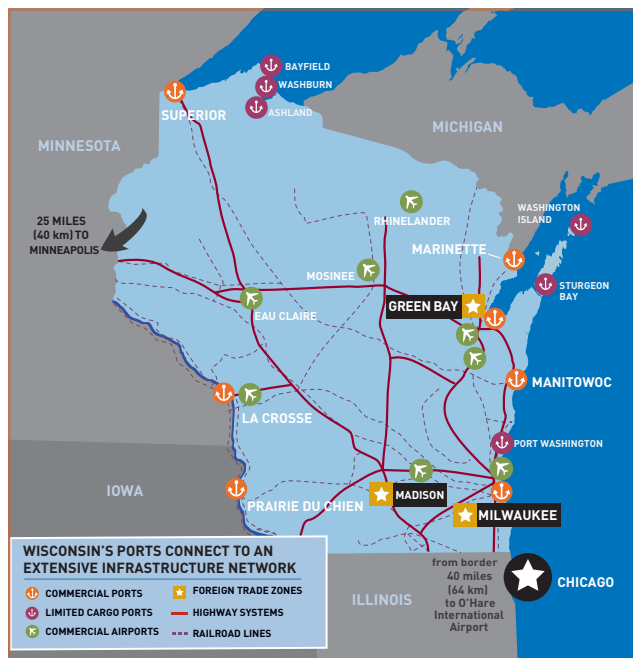 BAYFIELD
WASHBURN
ASHLAND
SUPERIOR
MICHIGAN
MINNESOTA
25 MILES
(40 km) TO
MINNEAPOLIS
WASHINGTON
ISLAND
RHINELANDER
MARINETTE
MOSINEE
STURGEON
BAY
GREEN BAY
EAU CLAIRE
MANITOWOC
LA CROSSE
PORT WASHINGTON
IOWA
PRAIRIE DU CHIEN
MADISON
MILWAUKEE
WISCONSIN'S PORTS CONNECT TO AN
EXTENSIVE INFRASTRUCTURE NETWORK
COMMERCIAL PORTS
LIMITED CARGO PORTS
COMMERCIAL AIRPORTS
FOREIGN TRADE ZONES
HIGHWAY SYSTEMS
RAILROAD LINES
ILLINOIS
from border
40 miles
(64 km)
to O'Hare
International
Airport
CHICAGO